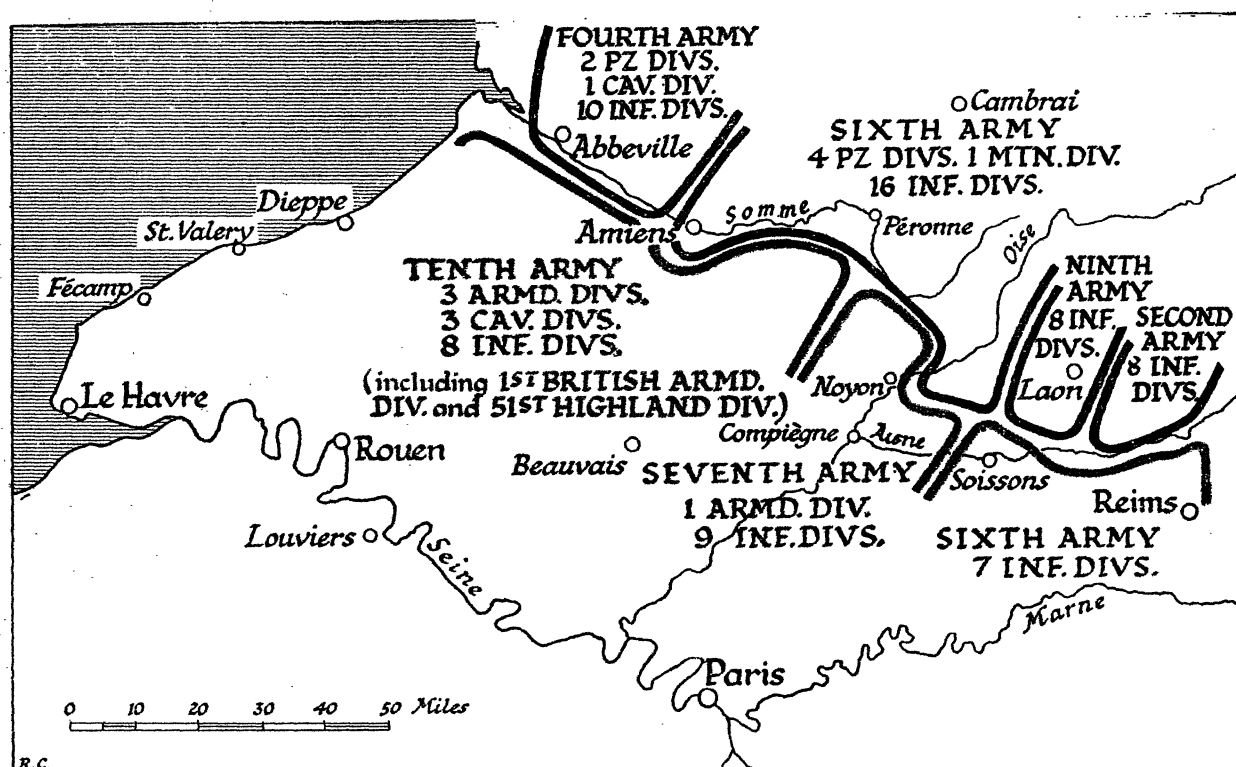 FOURTH ARMY
2 PZ DIVS.
1 CAV. DIV.
10 INF. DIVS.
Abbeville
Cambrai
SIXTH ARMY
4 PZ DIVS. 1 MTN. DIV.
16 INF. DIVS.
Dieppe
St. Valery
Fécamp
Le Havre
Amiens
Somme
Péronne
Oise
NINTH
ARMY
8 INF.
DIVS.
SECOND
ARMY
8 INF.
DIVS.
Laon
TENTH ARMY
3 ARMD. DIVS.
3 CAV. DIVS.
8 INF. DIVS.
(including 1ST BRITISH ARMD.
DIV. and 51ST HIGHLAND DIV.)
Noyon
Compiègne
Aisne
Soissons
Reims
Rouen
Beauvais
SEVENTH ARMY
1 ARMD. DIV.
9 INF. DIVS.
SIXTH ARMY
7 INF. DIVS.
Louviers
Seine
Marne
Paris
0 10 20 30 40 50 Miles
R.C.